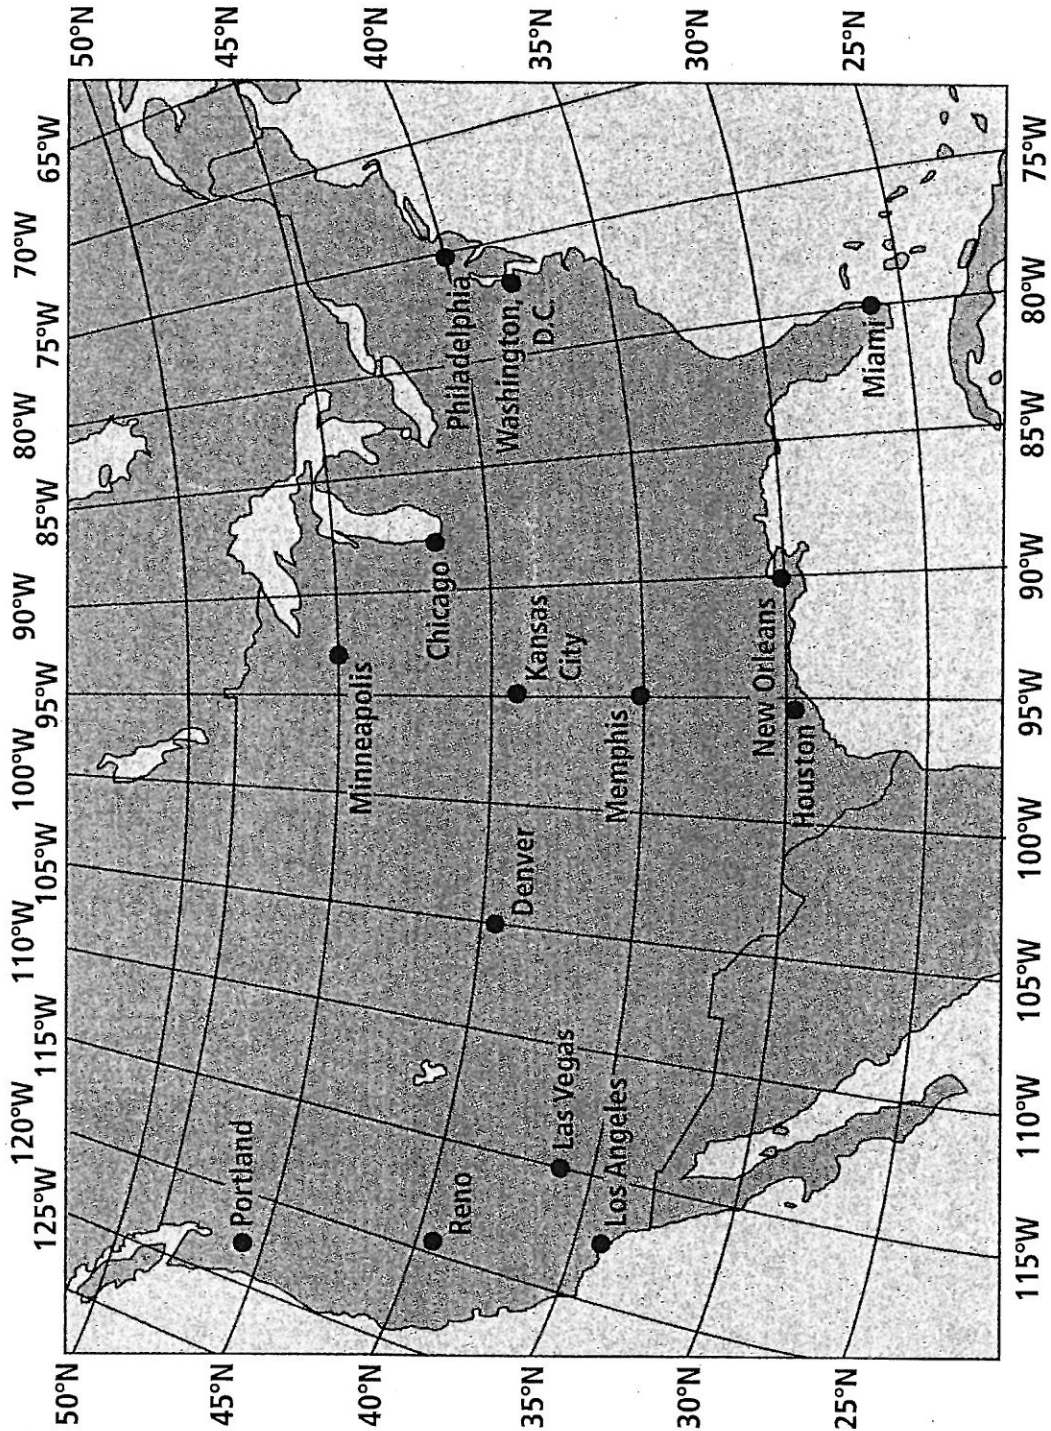 125°W
120°W
115°W
110°W
105°W
100°W
95°W
90°W
85°W
80°W
75°W
70°W
65°W
50°N
45°N
40°N
35°N
30°N
25°N
Portland
Reno
Las Vegas
Los Angeles
Denver
Minneapolis
Kansas
City
Memphis
Houston
New Orleans
Chicago
Philadelphia
Washington,
D.C.
Miami
50°N
45°N
40°N
35°N
30°N
25°N
115°W
110°W
105°W
100°W
95°W
90°W
85°W
80°W
75°W